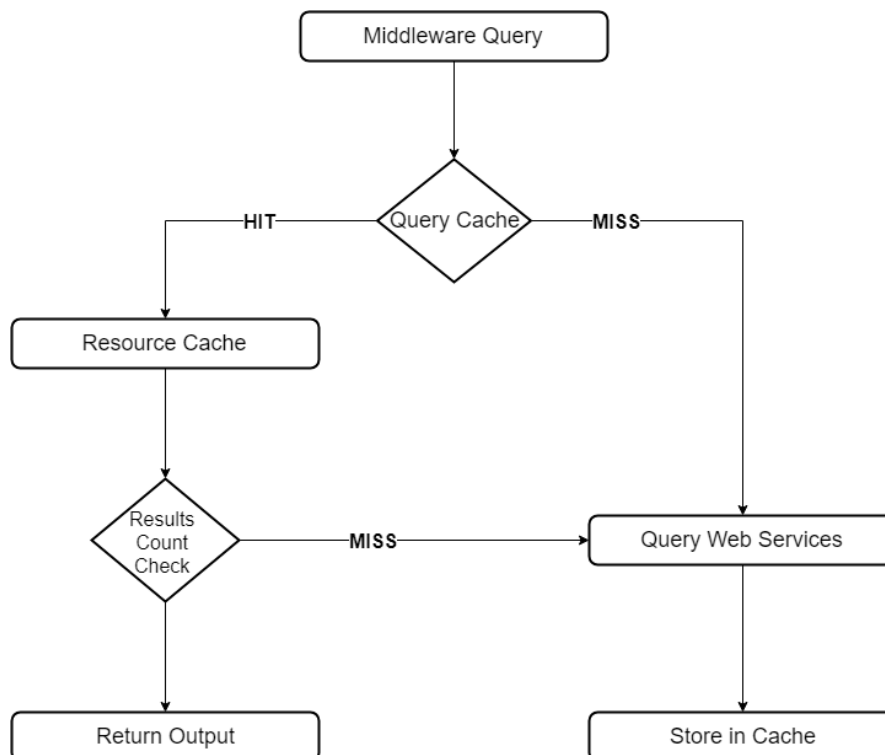 Middleware Query
Query Cache
HIT
MISS
Resource Cache
Results
Count
Check
MISS
Query Web Services
Return Output
Store in Cache